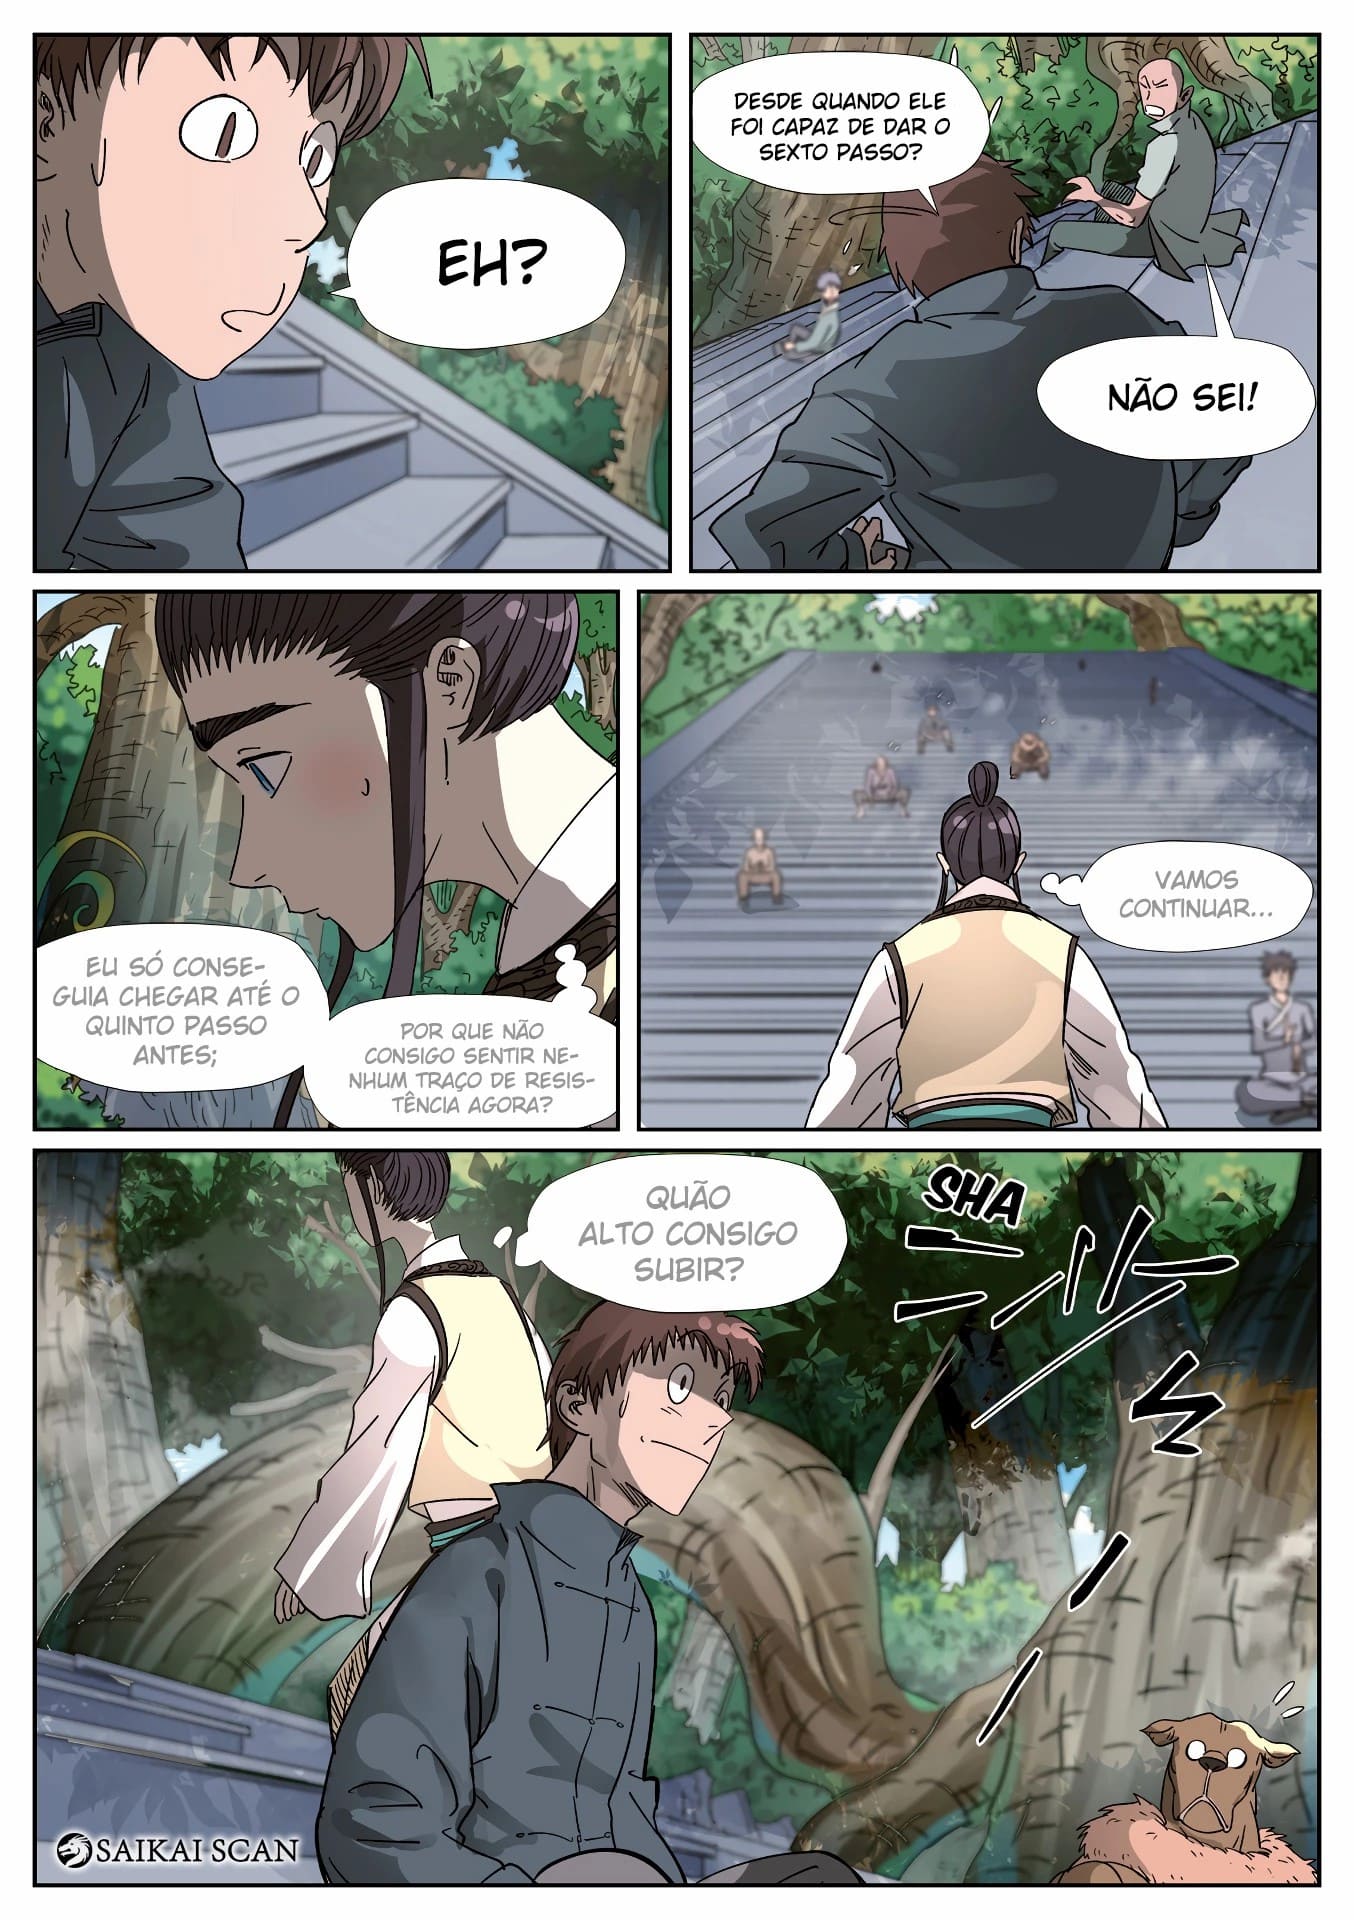 EH?
DESDE QUANDO ELE
FOI CAPAZ DE DAR O
SEXTO PASSO?
NÃO SEI!
EU SÓ CONSE-
GUIA CHEGAR ATÉ O
QUINTO PASSO
ANTES;
POR QUE NÃO
CONSIGO SENTIR NE-
NHUM TRAÇO DE RESIS-
TÊNCIA AGORA?
VAMOS
CONTINUAR...
QUÃO
ALTO CONSIGO
SUBIR?
SHA
SAIKAI SCAN